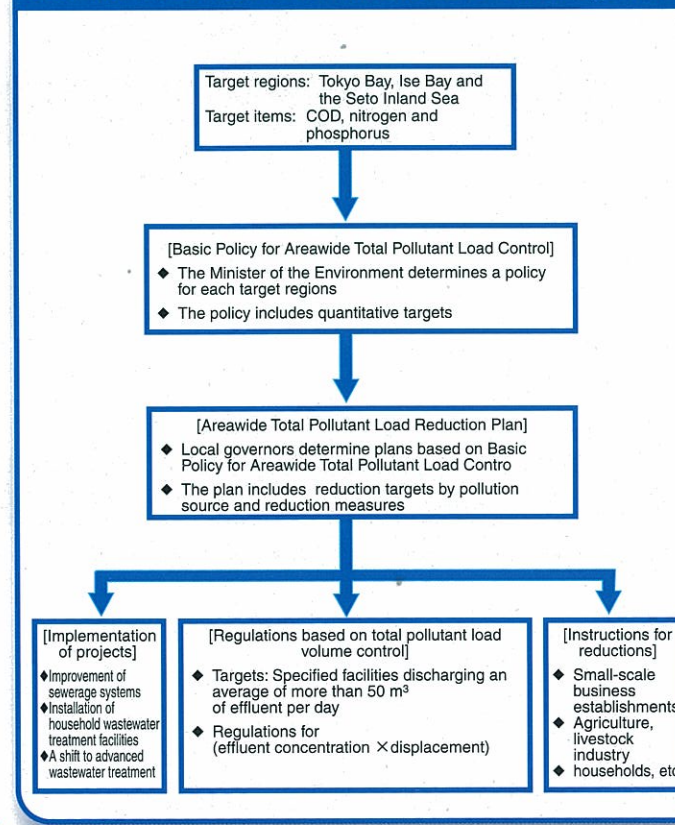 Target regions: Tokyo Bay, Ise Bay and
the Seto Inland Sea
Target items: COD, nitrogen and
phosphorus
[Basic Policy for Areawide Total Pollutant Load Control]
◆ The Minister of the Environment determines a policy
for each target regions
◆ The policy includes quantitative targets
[Areawide Total Pollutant Load Reduction Plan]
◆ Local governors determine plans based on Basic
Policy for Areawide Total Pollutant Load Contro
◆ The plan includes reduction targets by pollution
source and reduction measures
[Implementation
of projects]
◆Improvement of
sewerage systems
◆Installation of
household wastewater
treatment facilities
◆A shift to advanced
wastewater treatment
[Regulations based on total pollutant load
volume control]
◆ Targets: Specified facilities discharging an
average of more than 50 m³
of effluent per day
◆ Regulations for
(effluent concentration ×displacement)
[Instructions for
reductions]
◆ Small-scale
business
establishments
◆ Agriculture,
livestock
industry
◆ households, etc